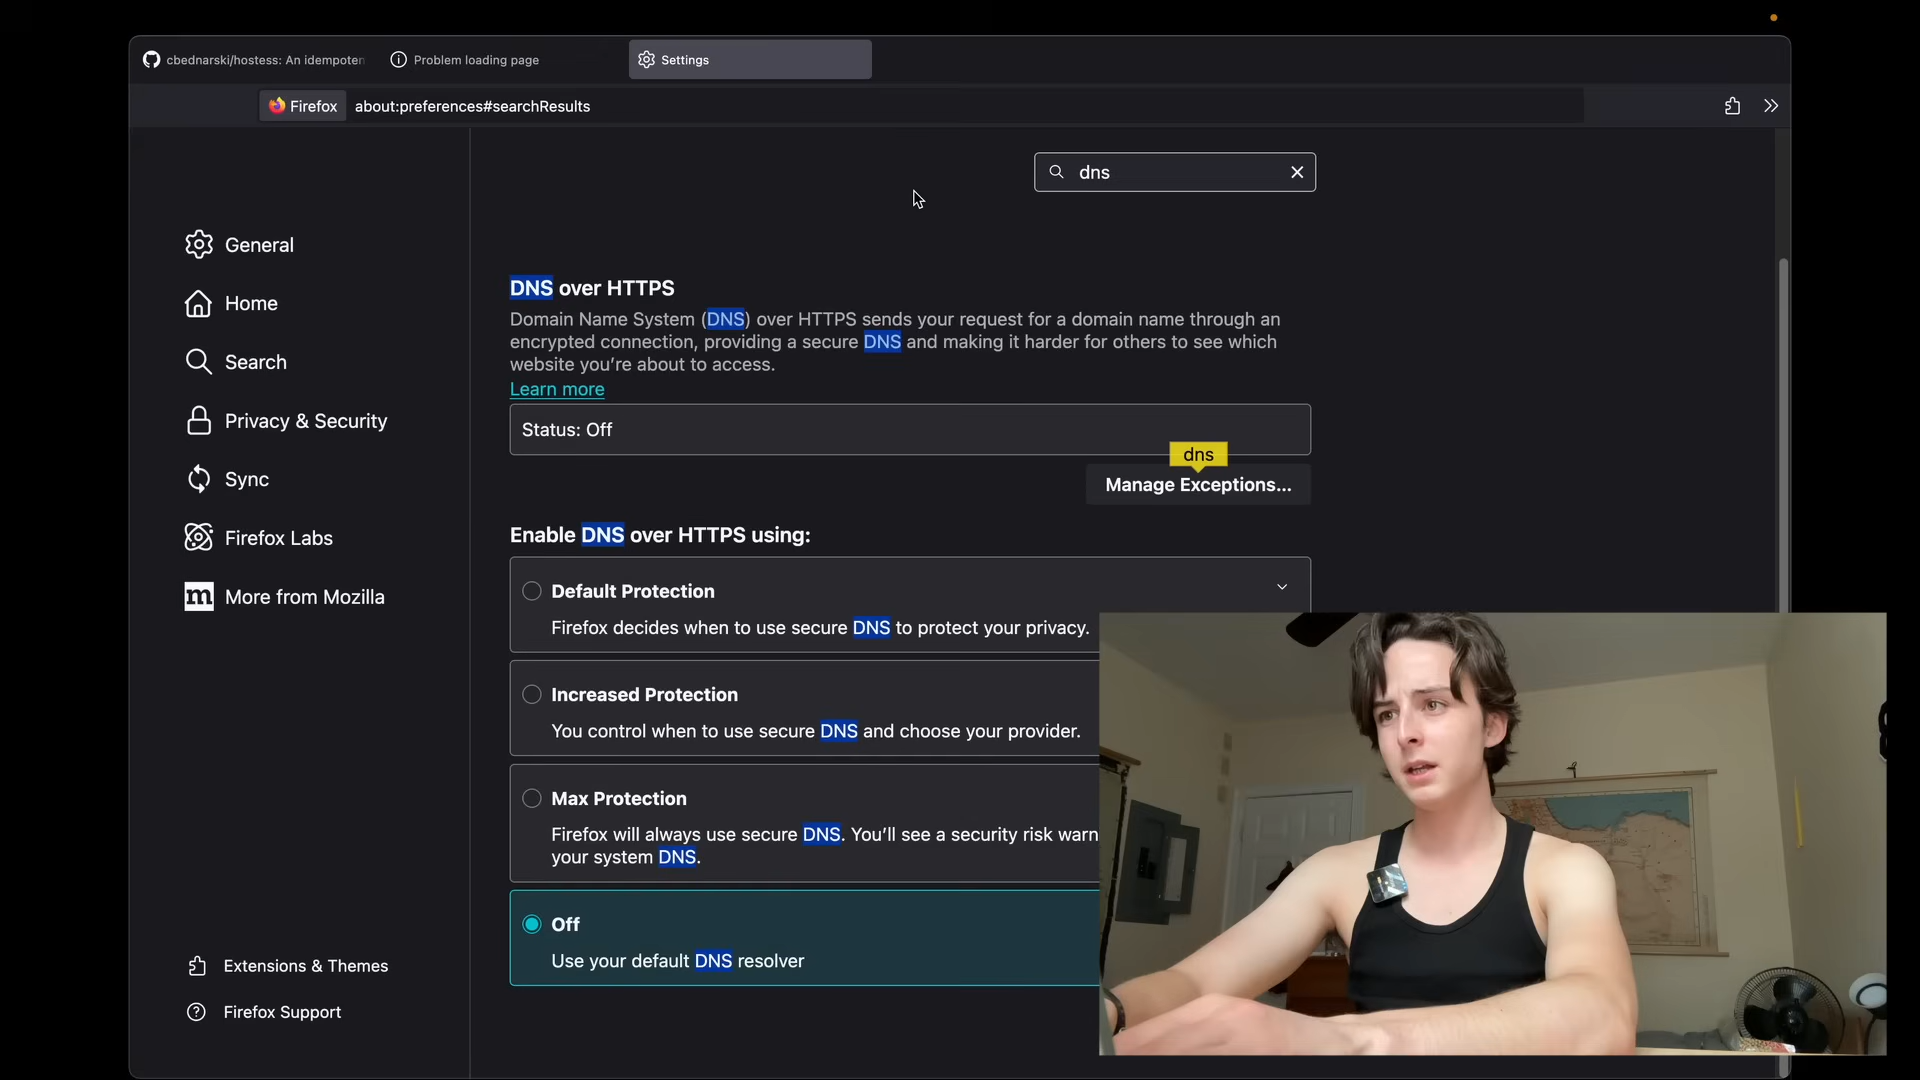 cbednarski/hostess: An idempoten
Problem loading page
Settings
Firefox
about:preferences#searchResults
dns
General
Home
Search
Privacy & Security
Sync
Firefox Labs
More from Mozilla
Extensions & Themes
Firefox Support
DNS over HTTPS
Domain Name System (DNS) over HTTPS sends your request for a domain name through an
encrypted connection, providing a secure DNS and making it harder for others to see which
website you're about to access.
Learn more
Status: Off
dns
Manage Exceptions...
Enable DNS over HTTPS using:
Default Protection
Firefox decides when to use secure DNS to protect your privacy.
Increased Protection
You control when to use secure DNS and choose your provider.
Max Protection
Firefox will always use secure DNS. You'll see a security risk warn
your system DNS.
Off
Use your default DNS resolver